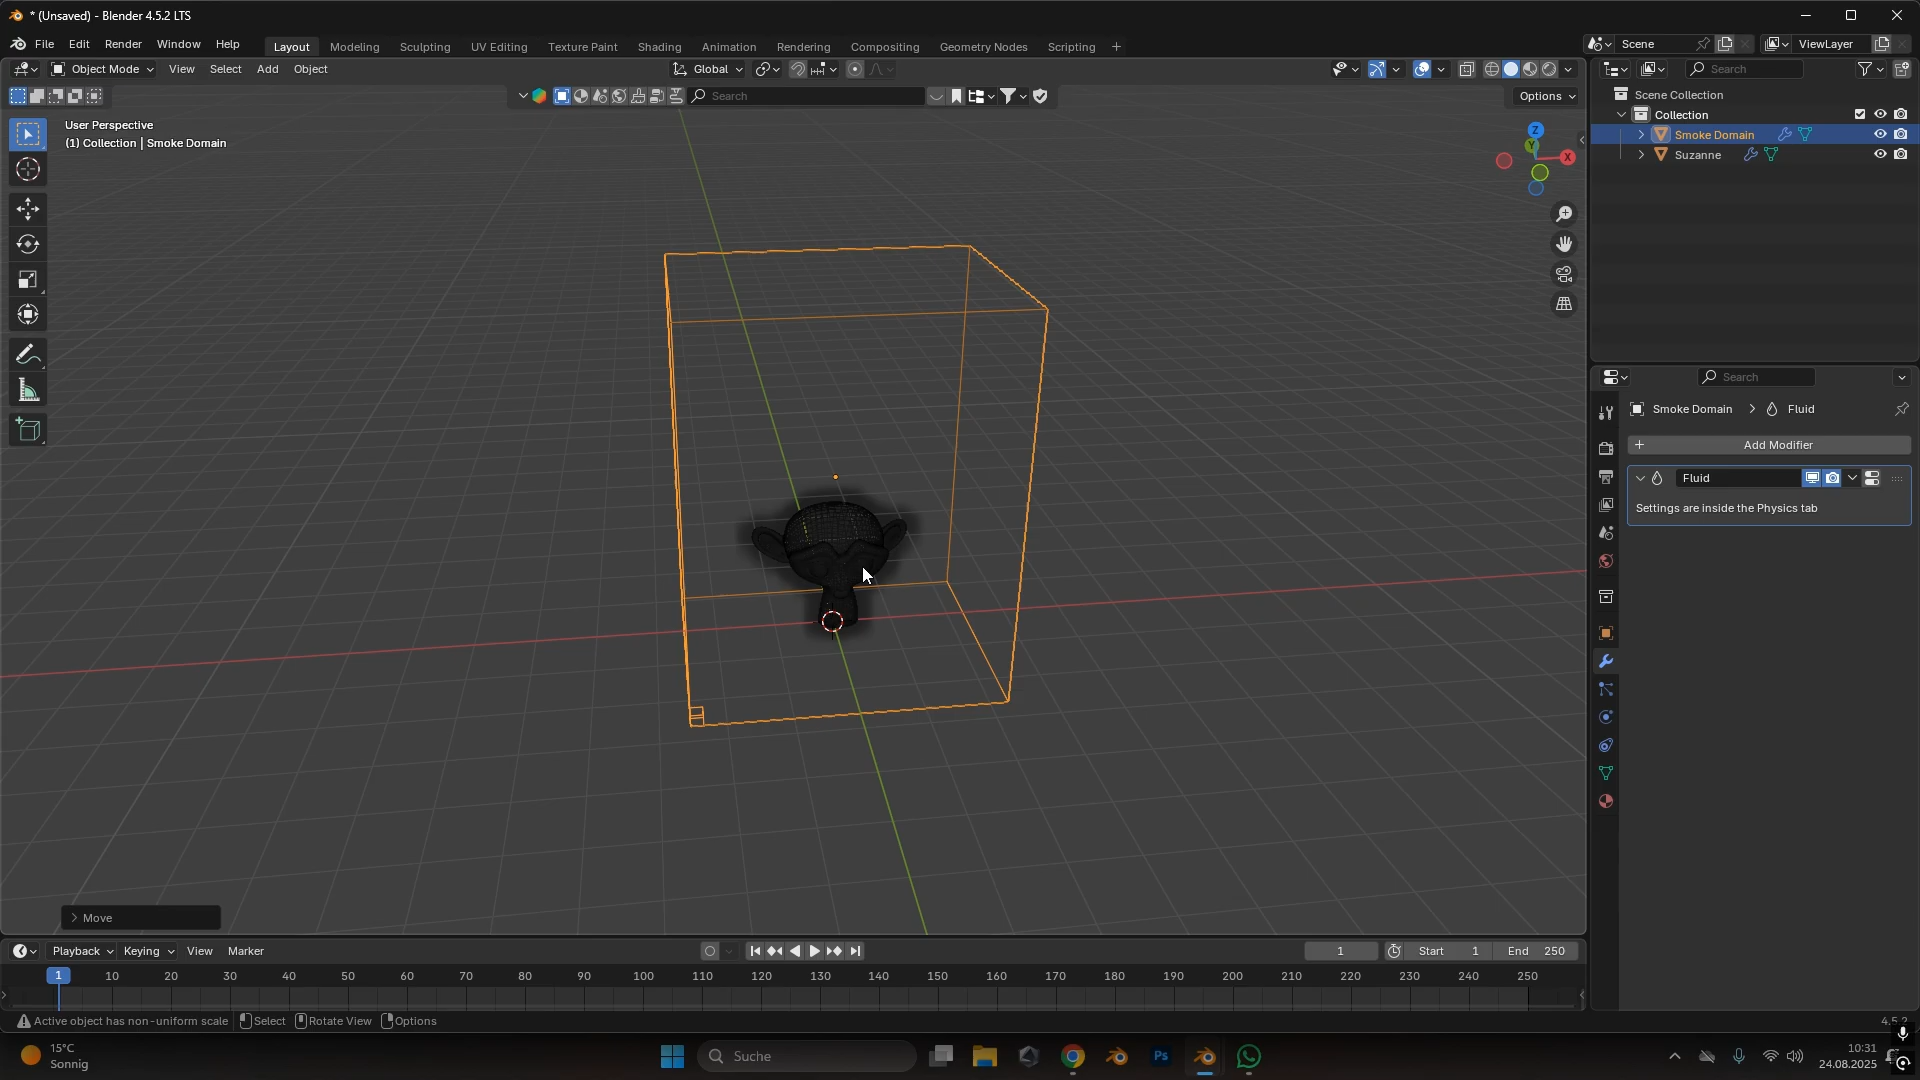 * (Unsaved) - Blender 4.5.2 LTS
File Edit Render Window Help
Layout Modeling Sculpting UV Editing Texture Paint Shading Animation Rendering Compositing Geometry Nodes Scripting +
Scene
ViewLayer
Object Mode View Select Add Object
Global
Search
Search
Options
User Perspective
(1) Collection | Smoke Domain
Z
Y
X
Scene Collection
Collection
Smoke Domain
Suzanne
Search
Smoke Domain > Fluid
+ Add Modifier
Fluid
Settings are inside the Physics tab
> Move
Playback Keying View Marker
1
Start 1 End 250
1 10 20 30 40 50 60 70 80 90 100 110 120 130 140 150 160 170 180 190 200 210 220 230 240 250
Active object has non-uniform scale Select Rotate View Options
4.5.2
15°C
Sonnig
Suche
Ps
10:31
24.08.2025